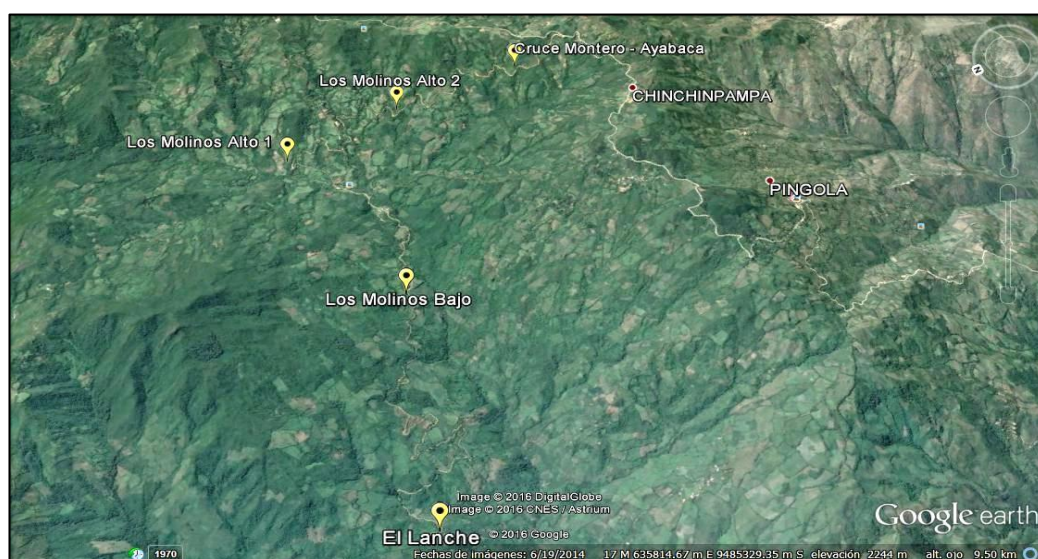 Cruce Montero - Ayabaca
Los Molinos Alto 2
CHINCHINPAMPA
N
Los Molinos Alto 1
PINGOLA
Los Molinos Bajo
Image © 2016 DigitalGlobe
Image © 2016 CNES / Astrium
El Lanche
© 2016 Google
Google earth
1970
Fechas de imágenes: 6/19/2014 17 M 635814.67 m E 9485329.35 m S elevación 2244 m alt. ojo 9.50 km